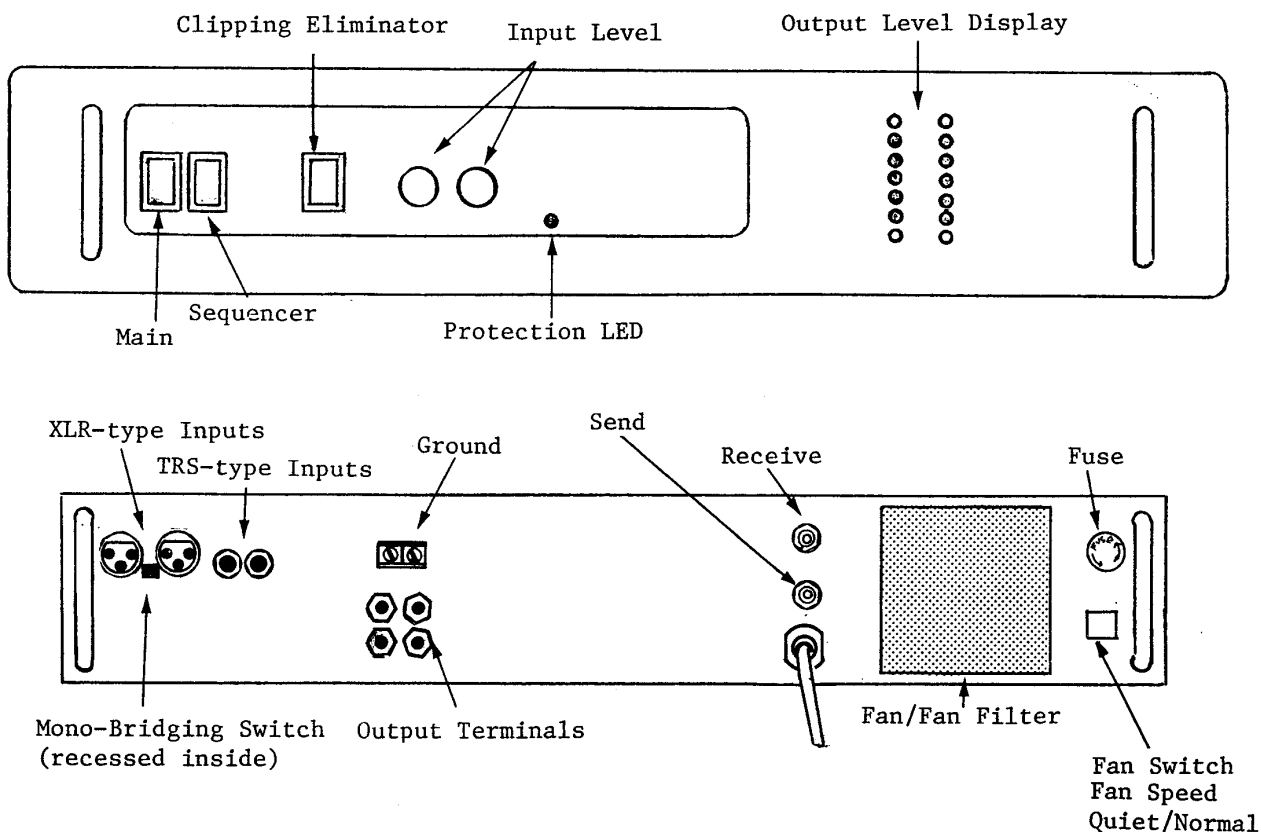 Clipping Eliminator
Input Level
Output Level Display
Main
Sequencer
Protection LED
XLR-type Inputs
TRS-type Inputs
Ground
Send
Receive
Fuse
Mono-Bridging Switch
(recessed inside)
Output Terminals
Fan/Fan Filter
Fan Switch
Fan Speed
Quiet/Normal